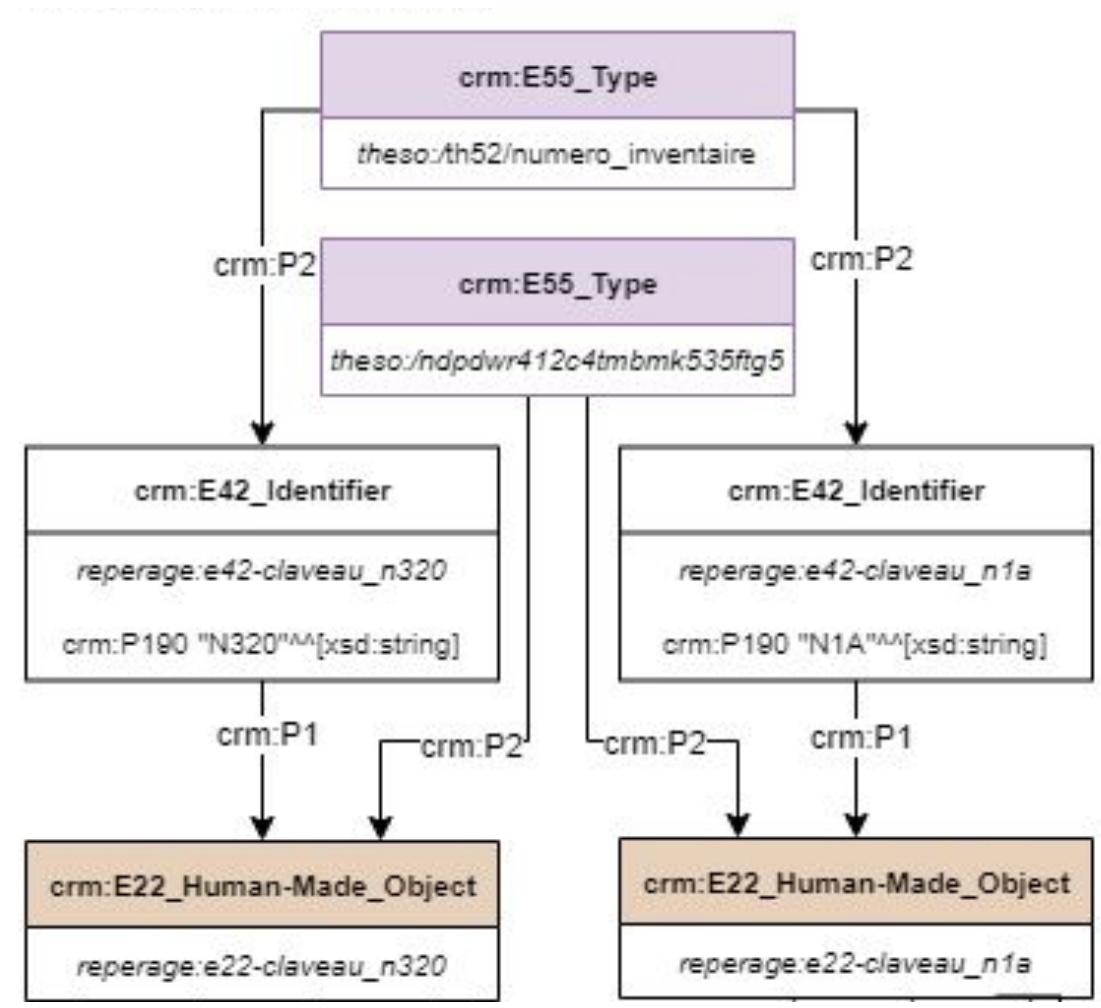 crm:E55_Type
theso:/th52/numero_inventaire
crm:P2
crm:P2
crm:E55_Type
theso:/ndpdwr412c4tmbmk535ftg5
crm:E42_Identifier
reperage:e42-claveau_n320
crm:P190 "N320"^^[xsd:string]
crm:E42_Identifier
reperage:e42-claveau_n1a
crm:P190 "N1A"^^[xsd:string]
crm:P1
crm:P2
crm:P2
crm:P1
crm:E22_Human-Made_Object
reperage:e22-claveau_n320
crm:E22_Human-Made_Object
reperage:e22-claveau_n1a